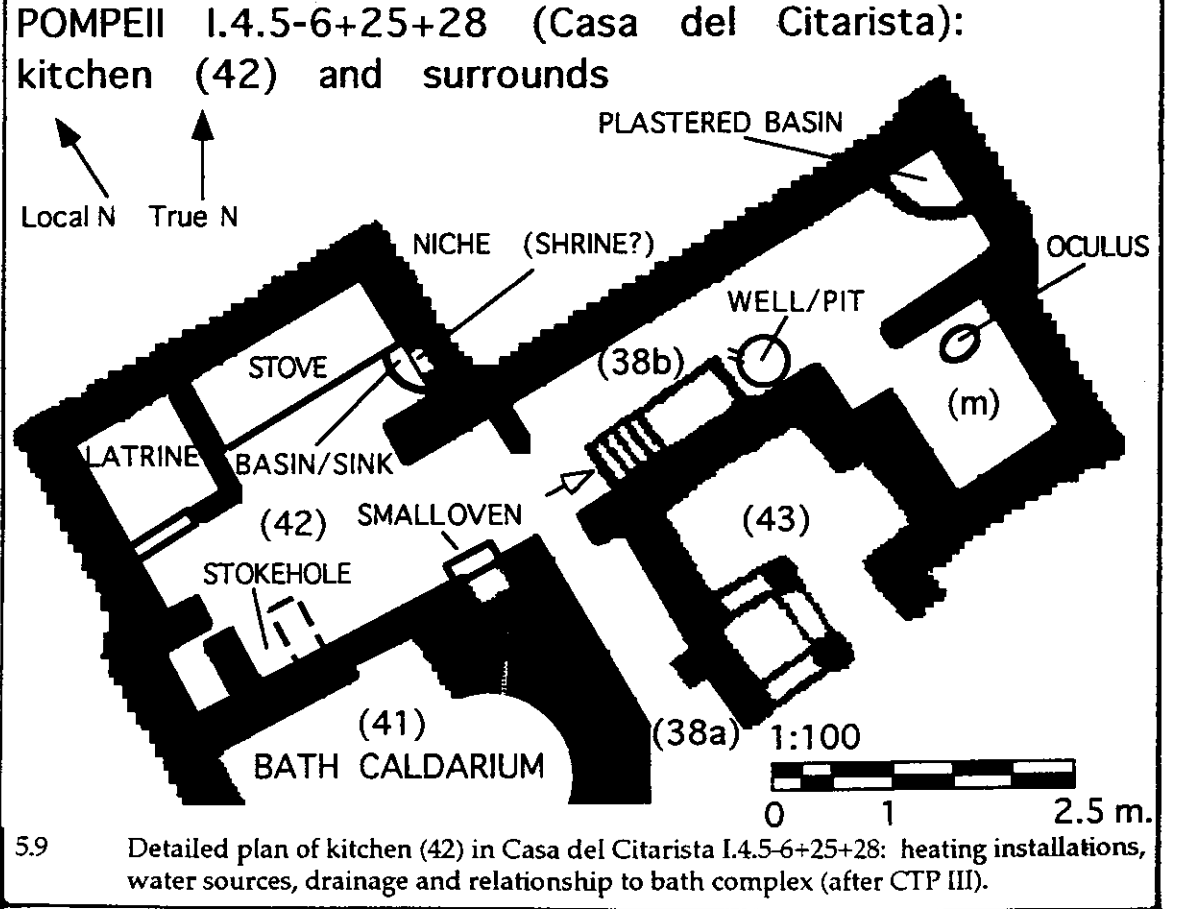 POMPEII I.4.5-6+25+28 (Casa del Citarista):
kitchen (42) and surrounds
PLASTERED BASIN
Local N True N
NICHE (SHRINE?)
OCULUS
WELL/PIT
STOVE
(38b)
(m)
LATRINE
BASIN/SINK
(42)
SMALLOVEN
(43)
STOKEHOLE
(41)
(38a)
1:100
BATH CALDARIUM
0 1 2.5 m.
5.9 Detailed plan of kitchen (42) in Casa del Citarista I.4.5-6+25+28: heating installations,
water sources, drainage and relationship to bath complex (after CTP III).